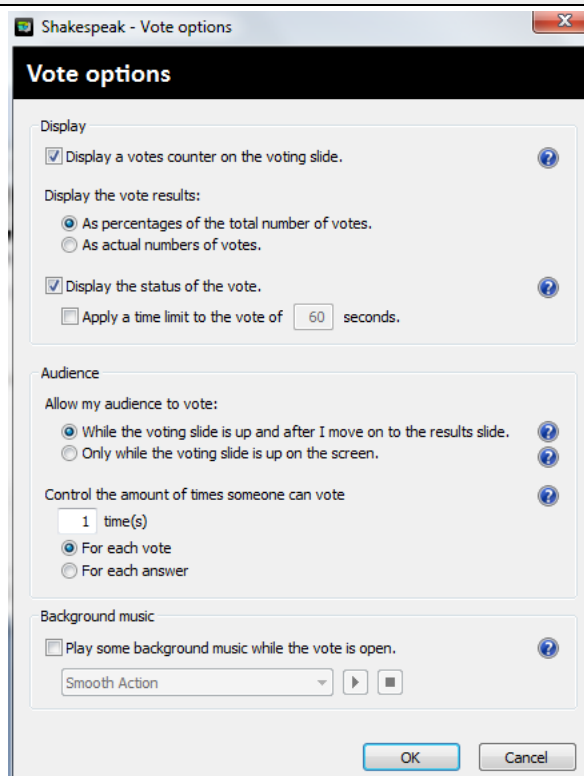 Shakespeak - Vote options
Vote options
Display
Display a votes counter on the voting slide.
Display the vote results:
As percentages of the total number of votes.
As actual numbers of votes.
Display the status of the vote.
Apply a time limit to the vote of 60 seconds.
Audience
Allow my audience to vote:
While the voting slide is up and after I move on to the results slide.
Only while the voting slide is up on the screen.
Control the amount of times someone can vote
1 time(s)
For each vote
For each answer
Background music
Play some background music while the vote is open.
Smooth Action
OK Cancel